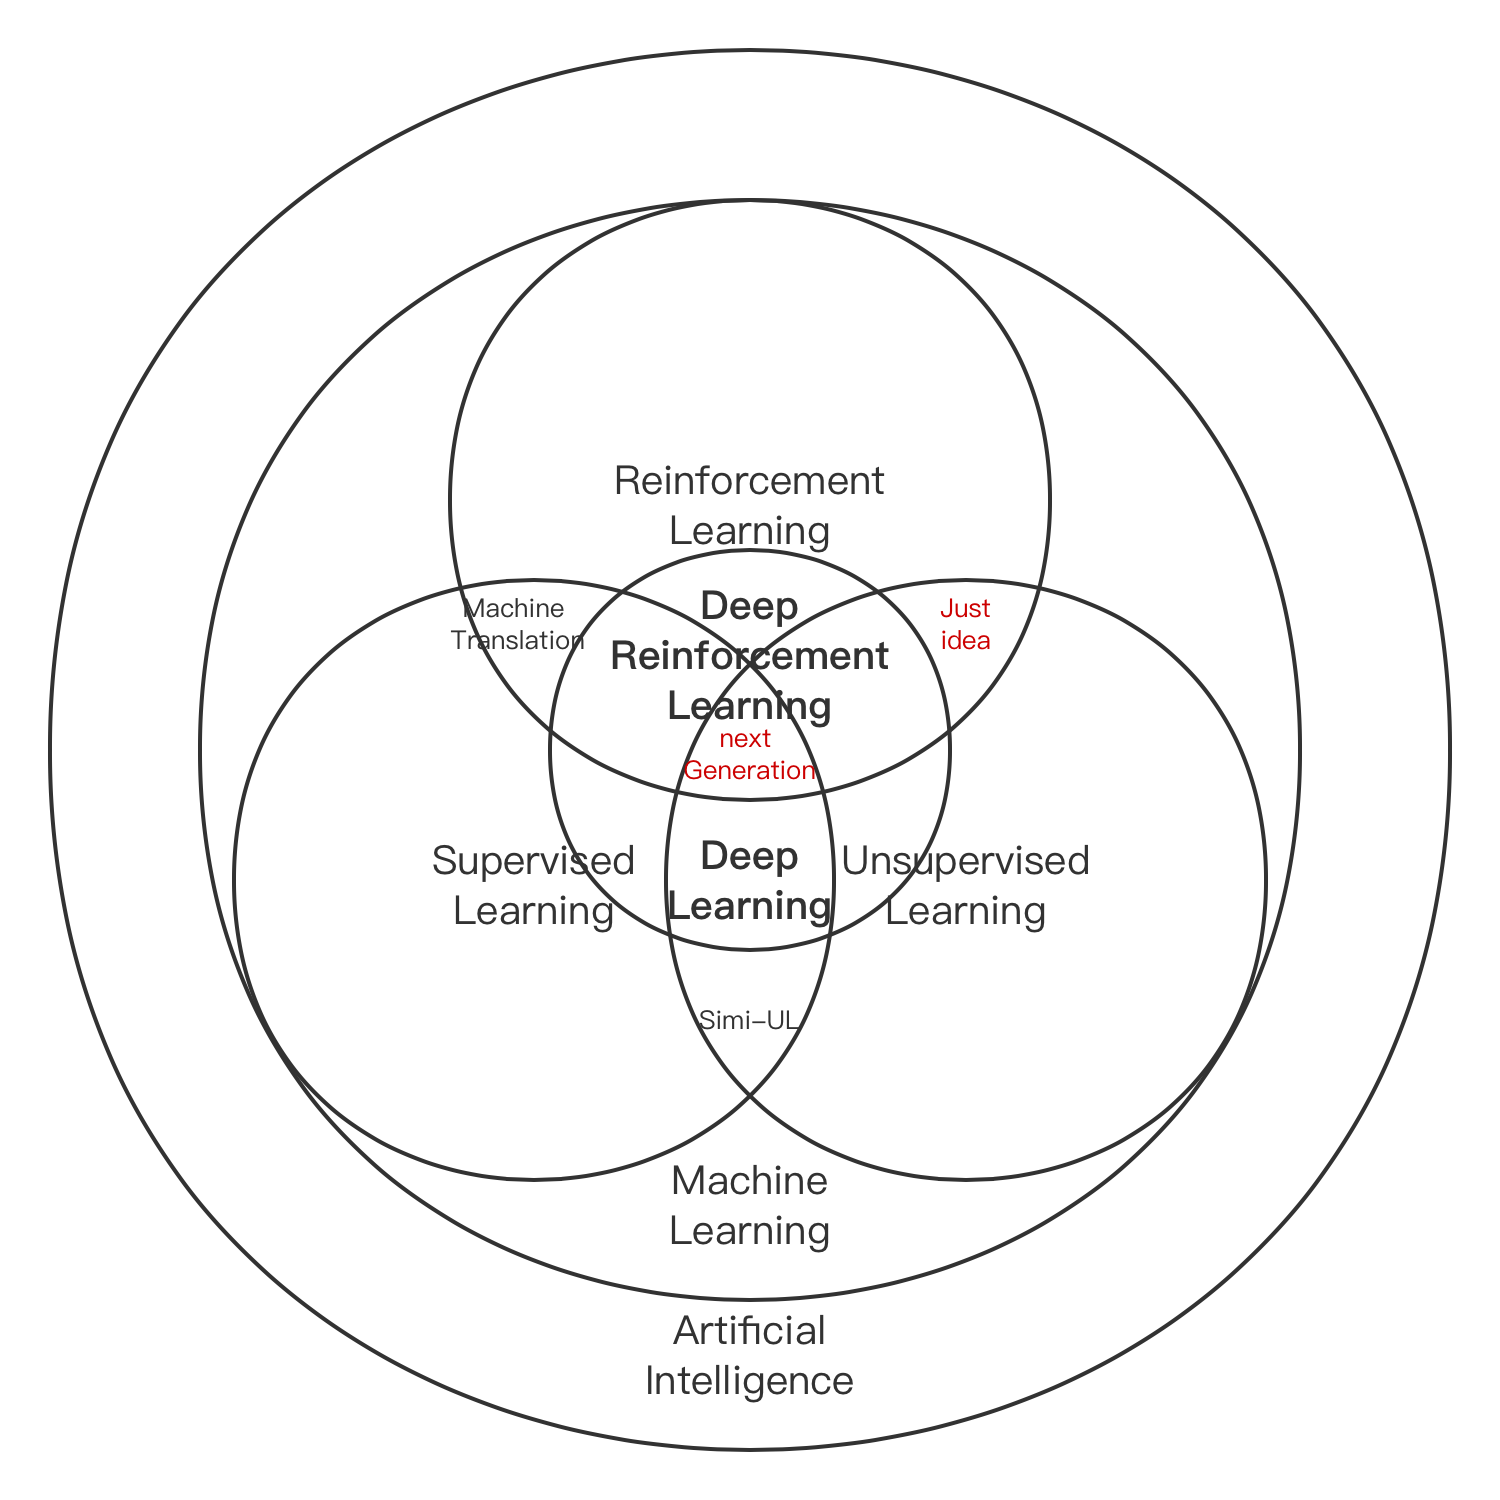 Reinforcement
Learning
Machine
Translation
Deep
Reinforcement
Learning
Just
idea
next
Generation
Supervised
Learning
Deep
Learning
Unsupervised
Learning
Simi-UL
Machine
Learning
Artificial
Intelligence